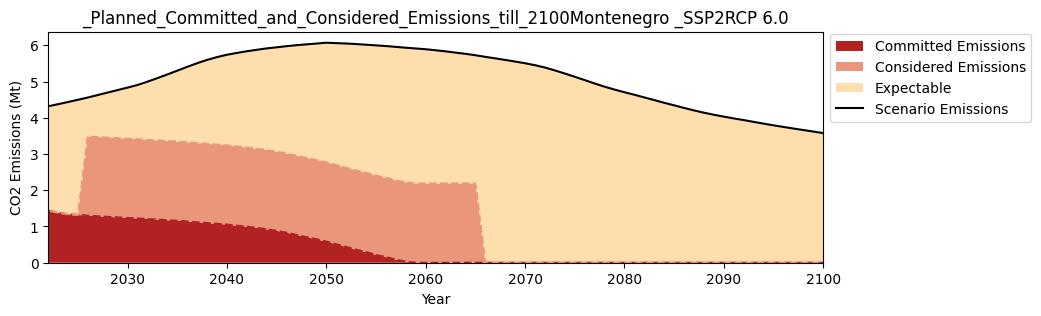 _Planned_Committed_and_Considered_Emissions_till_2100Montenegro _SSP2RCP 6.0
CO2 Emissions (Mt)
6
5
4
3
2
1
0
2030 2040 2050 2060 2070 2080 2090 2100
Year
Committed Emissions
Considered Emissions
Expectable
Scenario Emissions